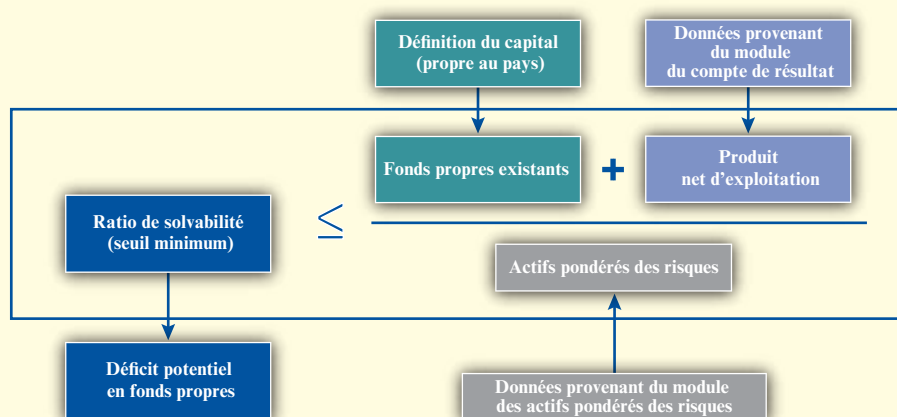 Définition du capital
(propre au pays)
Données provenant
du module
du compte de résultat
Fonds propres existants
+
Produit
net d'exploitation
Ratio de solvabilité
(seuil minimum)
≤
Actifs pondérés des risques
Déficit potentiel
en fonds propres
Données provenant du module
des actifs pondérés des risques